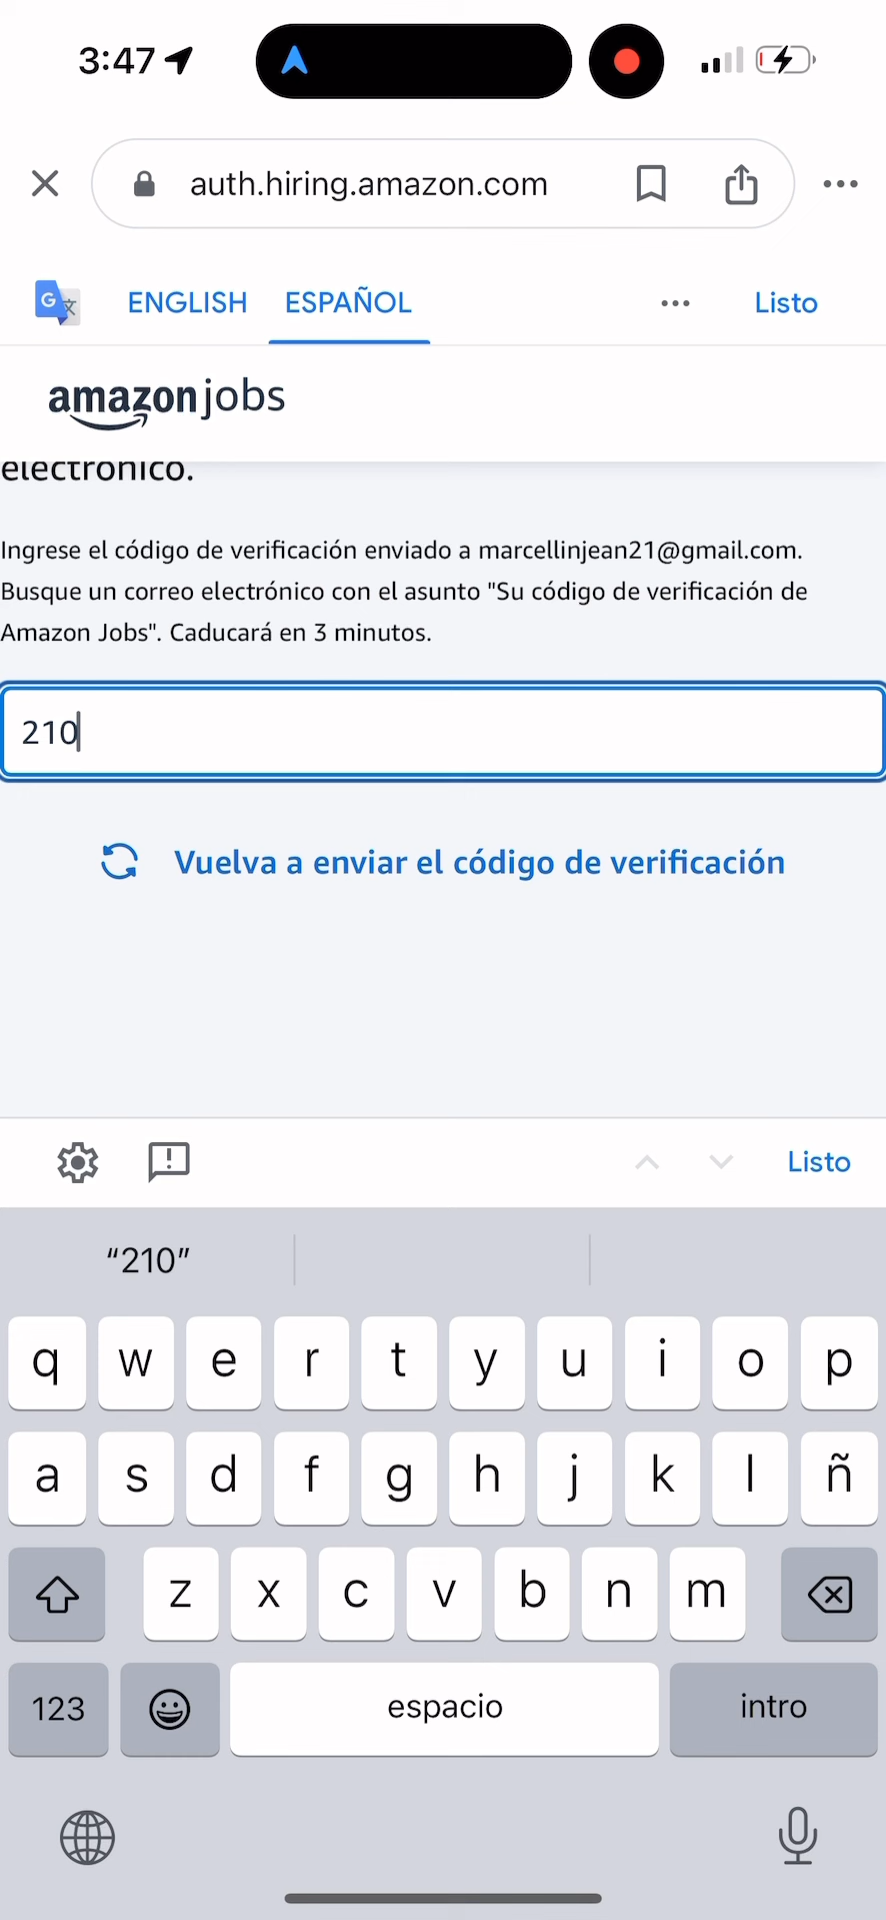 3:47
auth.hiring.amazon.com
ENGLISH ESPAÑOL Listo
amazon jobs
electrónico.
Ingrese el código de verificación enviado a marcellinjean21@gmail.com.
Busque un correo electrónico con el asunto "Su código de verificación de
Amazon Jobs". Caducará en 3 minutos.
210
Vuelva a enviar el código de verificación
Listo
“210”
q w e r t y u i o p
a s d f g h j k l ñ
z x c v b n m
123 espacio intro